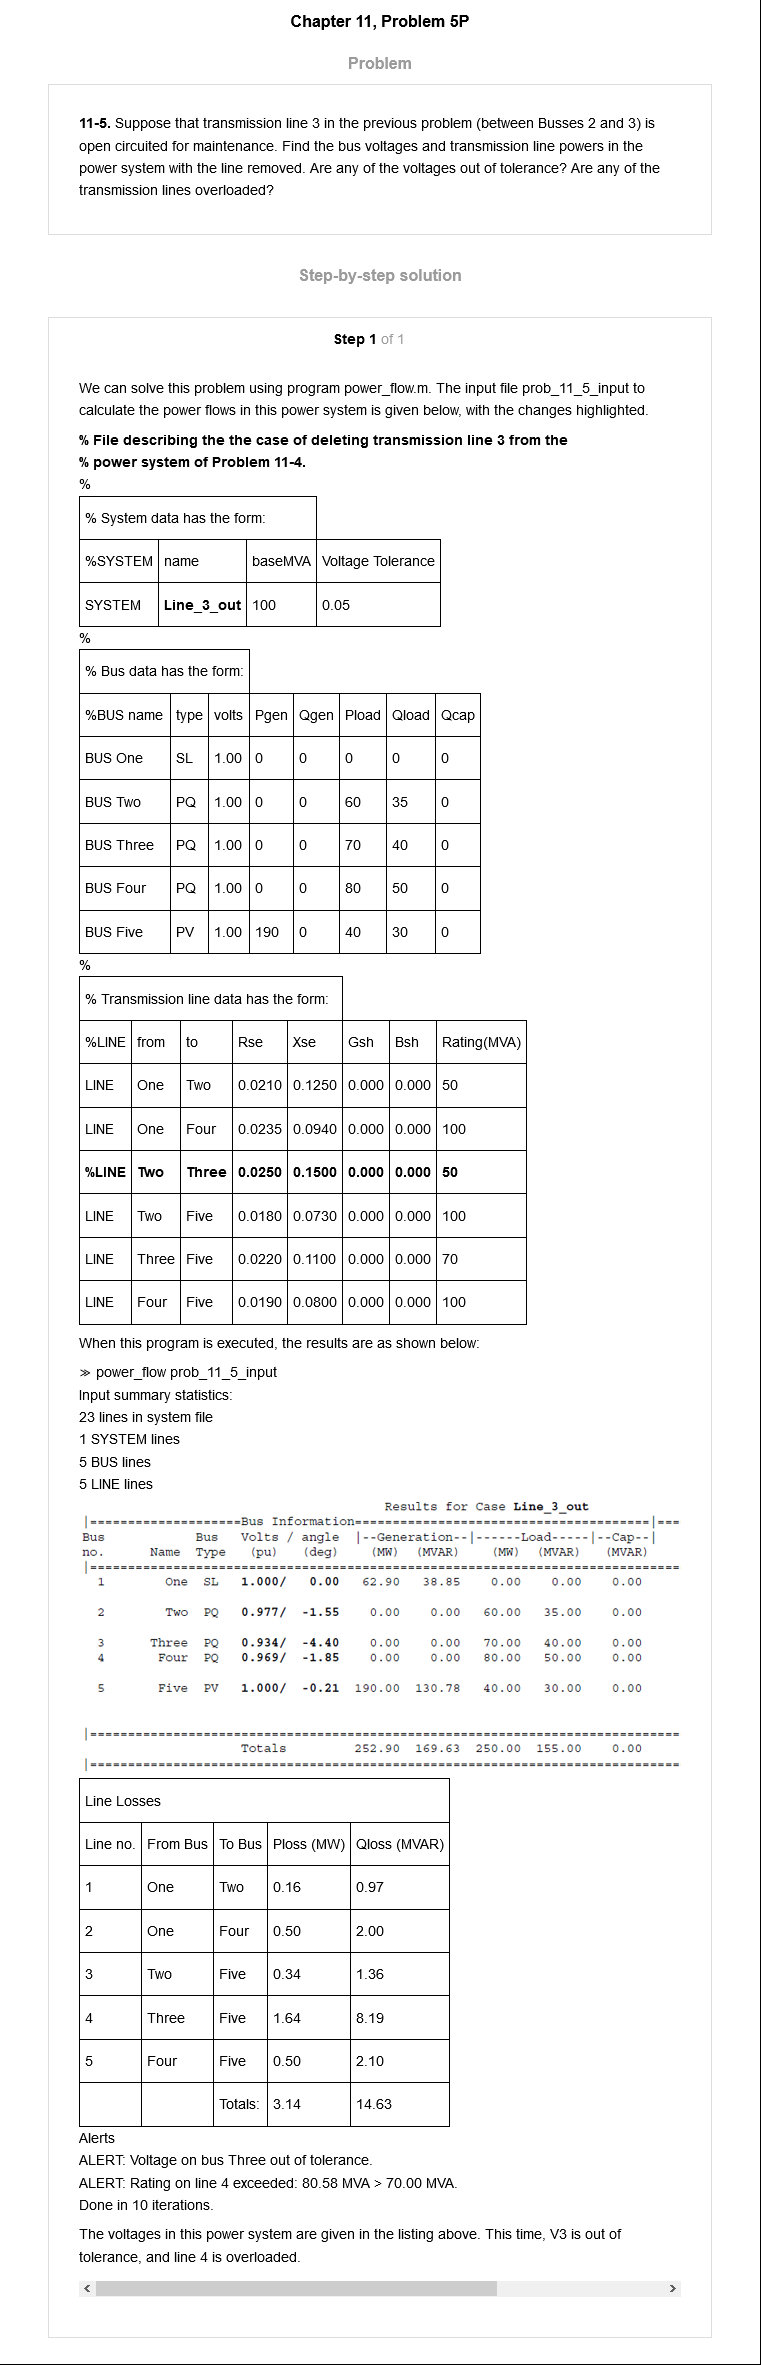 Chapter 11, Problem 5P
Problem
11-5. Suppose that transmission line 3 in the previous problem (between Busses 2 and 3) is
open circuited for maintenance. Find the bus voltages and transmission line powers in the
power system with the line removed. Are any of the voltages out of tolerance? Are any of the
transmission lines overloaded?
Step-by-step solution
Step 1 of 1
We can solve this problem using program power_flow.m. The input file prob_11_5_input to
calculate the power flows in this power system is given below, with the changes highlighted.
% File describing the the case of deleting transmission line 3 from the
% power system of Problem 11-4.
%
% System data has the form:
%SYSTEM name baseMVA Voltage Tolerance
SYSTEM Line_3_out 100 0.05
%
% Bus data has the form:
%BUS name type volts Pgen Qgen Pload Qload Qcap
BUS One SL 1.00 0 0 0 0 0
BUS Two PQ 1.00 0 0 60 35 0
BUS Three PQ 1.00 0 0 70 40 0
BUS Four PQ 1.00 0 0 80 50 0
BUS Five PV 1.00 190 0 40 30 0
%
% Transmission line data has the form:
%LINE from to Rse Xse Gsh Bsh Rating(MVA)
LINE One Two 0.0210 0.1250 0.000 0.000 50
LINE One Four 0.0235 0.0940 0.000 0.000 100
%LINE Two Three 0.0250 0.1500 0.000 0.000 50
LINE Two Five 0.0180 0.0730 0.000 0.000 100
LINE Three Five 0.0220 0.1100 0.000 0.000 70
LINE Four Five 0.0190 0.0800 0.000 0.000 100
When this program is executed, the results are as shown below:
≫ power_flow prob_11_5_input
Input summary statistics:
23 lines in system file
1 SYSTEM lines
5 BUS lines
5 LINE lines
Results for Case Line_3_out
|====================Bus Information=======================================|===
Bus Bus Volts / angle |--Generation--|------Load-----|--Cap--|
no. Name Type (pu) (deg) (MW) (MVAR) (MW) (MVAR) (MVAR)
|==============================================================================
1 One SL 1.000/ 0.00 62.90 38.85 0.00 0.00 0.00
2 Two PQ 0.977/ -1.55 0.00 0.00 60.00 35.00 0.00
3 Three PQ 0.934/ -4.40 0.00 0.00 70.00 40.00 0.00
4 Four PQ 0.969/ -1.85 0.00 0.00 80.00 50.00 0.00
5 Five PV 1.000/ -0.21 190.00 130.78 40.00 30.00 0.00
|==============================================================================
Totals 252.90 169.63 250.00 155.00 0.00
|==============================================================================
Line Losses
Line no. From Bus To Bus Ploss (MW) Qloss (MVAR)
1 One Two 0.16 0.97
2 One Four 0.50 2.00
3 Two Five 0.34 1.36
4 Three Five 1.64 8.19
5 Four Five 0.50 2.10
Totals: 3.14 14.63
Alerts
ALERT: Voltage on bus Three out of tolerance.
ALERT: Rating on line 4 exceeded: 80.58 MVA > 70.00 MVA.
Done in 10 iterations.
The voltages in this power system are given in the listing above. This time, V3 is out of
tolerance, and line 4 is overloaded.